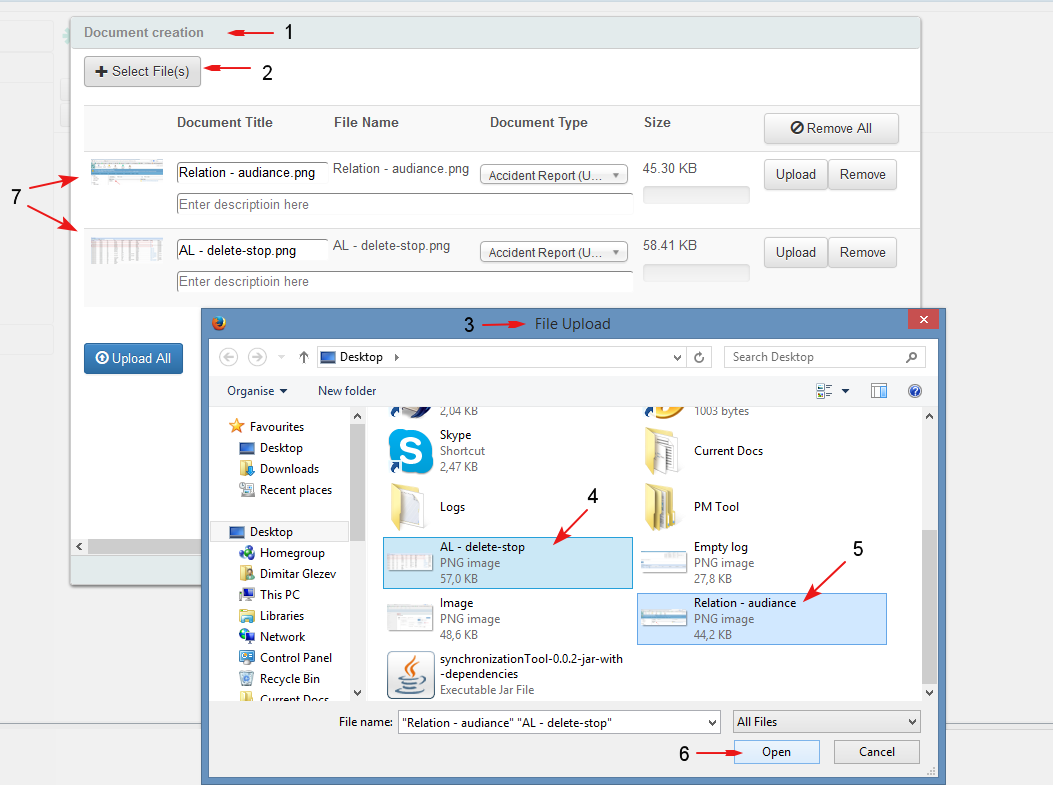 Document creation
1
Select File(s)
2
Document Title
File Name
Document Type
Size
Remove All
7
Relation - audiance.png
Relation - audiance.png
Accident Report (U...
45.30 KB
Upload
Remove
Enter descriptioin here
AL - delete-stop.png
AL - delete-stop.png
Accident Report (U...
58.41 KB
Upload
Remove
Enter descriptioin here
Upload All
3
File Upload
Desktop
Search Desktop
Organise
New folder
Favourites
Desktop
Downloads
Recent places
Desktop
Homegroup
Dimitar Glezev
This PC
Libraries
Network
Control Panel
Recycle Bin
Current Docs
2,04 KB
1003 bytes
Skype
Shortcut
2,47 KB
Current Docs
Logs
PM Tool
4
AL - delete-stop
PNG image
57,0 KB
Empty log
PNG image
27,8 KB
5
Image
PNG image
48,6 KB
Relation - audiance
PNG image
44,2 KB
synchronizationTool-0.0.2-jar-with
-dependencies
Executable Jar File
File name:
"Relation - audiance" "AL - delete-stop"
All Files
6
Open
Cancel